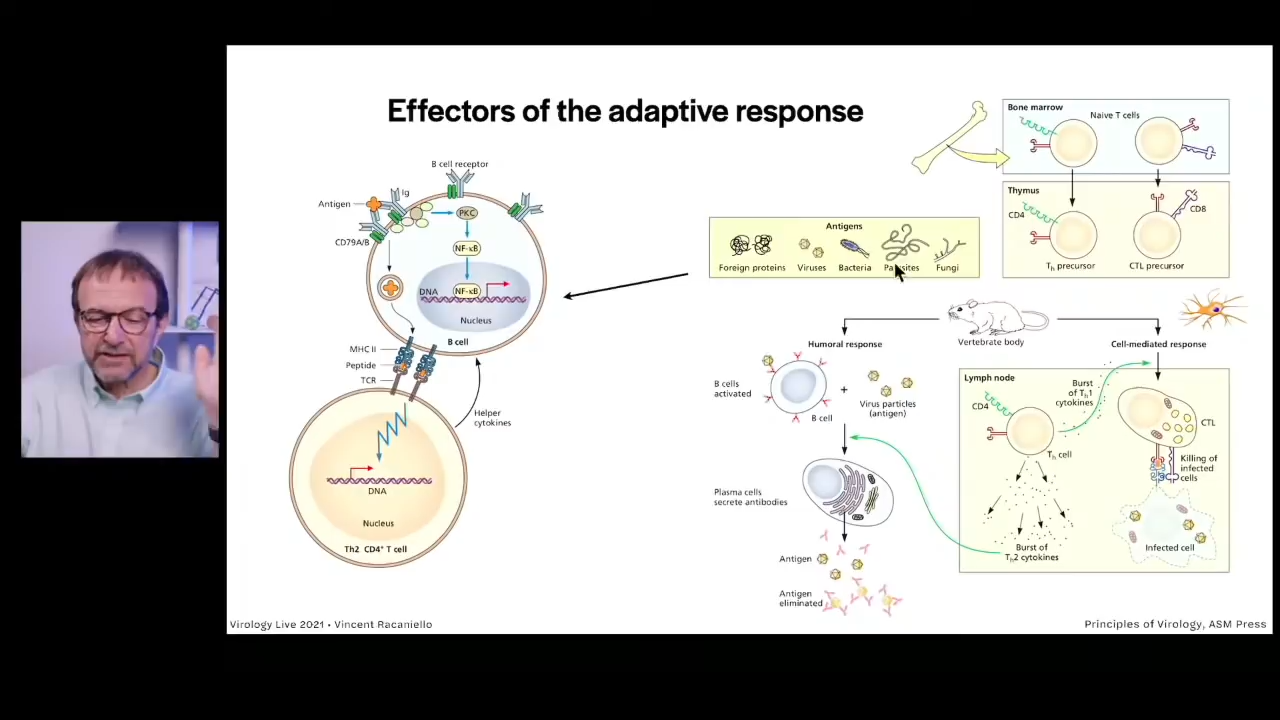 Effectors of the adaptive response
B cell receptor
Ig
Antigen
CD79A/B
PKC
NF-κB
DNA
NF-κB
Nucleus
B cell
MHC II
Peptide
TCR
Helper
cytokines
DNA
Nucleus
Th2 CD4⁺ T cell
Antigens
Foreign proteins
Viruses
Bacteria
Fungi
Bone marrow
Naive T cells
Thymus
CD4
CD8
Th precursor
CTL precursor
Vertebrate body
Humoral response
Cell-mediated response
B cells
activated
B cell
+
Virus particles
(antigen)
Plasma cells
secrete antibodies
Antigen
Antigen
eliminated
Lymph node
CD4
Burst
of Th1
cytokines
Th cell
CTL
Killing of
infected
cells
Burst of
Th2 cytokines
Infected cell
Virology Live 2021 • Vincent Racaniello
Principles of Virology, ASM Press